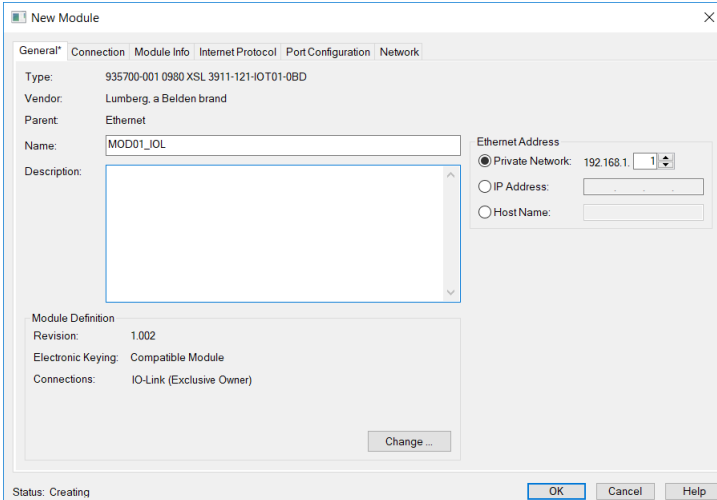 New Module
General* Connection Module Info Internet Protocol Port Configuration Network
Type: 935700-001 0980 XSL 3911-121-IOT01-0BD
Vendor: Lumberg, a Belden brand
Parent: Ethernet
Name: MOD01_IOL
Description:
Ethernet Address
Private Network: 192.168.1. 1
IP Address: . . .
Host Name:
Module Definition
Revision: 1.002
Electronic Keying: Compatible Module
Connections: IO-Link (Exclusive Owner)
Change ...
Status: Creating
OK Cancel Help